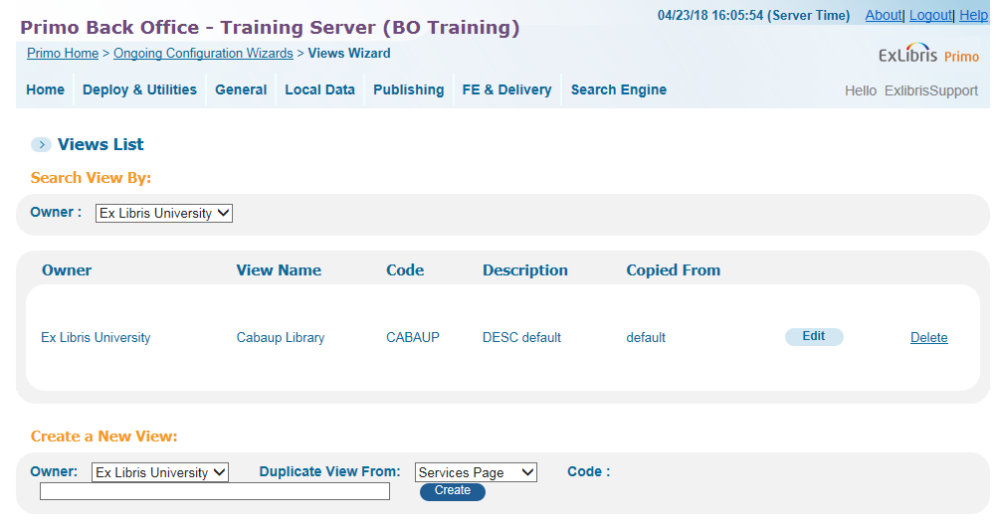 04/23/18 16:05:54 (Server Time) About| Logout| Help
Primo Back Office - Training Server (BO Training)
Primo Home > Ongoing Configuration Wizards > Views Wizard
ExLibris Primo
Home Deploy & Utilities General Local Data Publishing FE & Delivery Search Engine Hello ExlibrisSupport
> Views List
Search View By:
Owner : Ex Libris University
Owner View Name Code Description Copied From
Ex Libris University Cabaup Library CABAUP DESC default default Edit Delete
Create a New View:
Owner: Ex Libris University Duplicate View From: Services Page Code :
Create